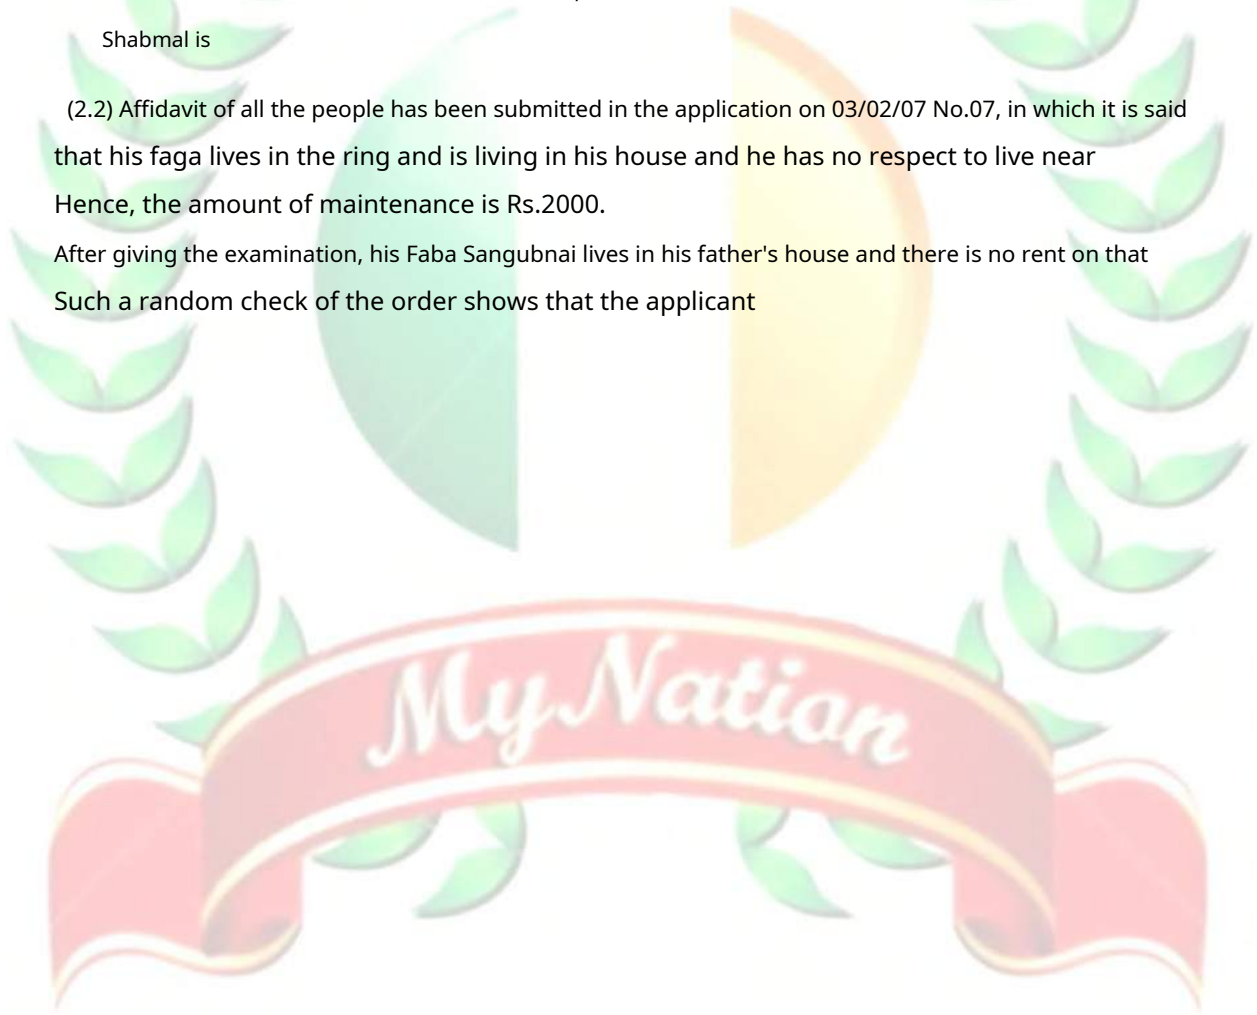 Shabmal is
(2.2) Affidavit of all the people has been submitted in the application on 03/02/07 No.07, in which it is said
that his faga lives in the ring and is living in his house and he has no respect to live near
Hence, the amount of maintenance is Rs.2000.
After giving the examination, his Faba Sangubnai lives in his father's house and there is no rent on that
Such a random check of the order shows that the applicant
MyNation